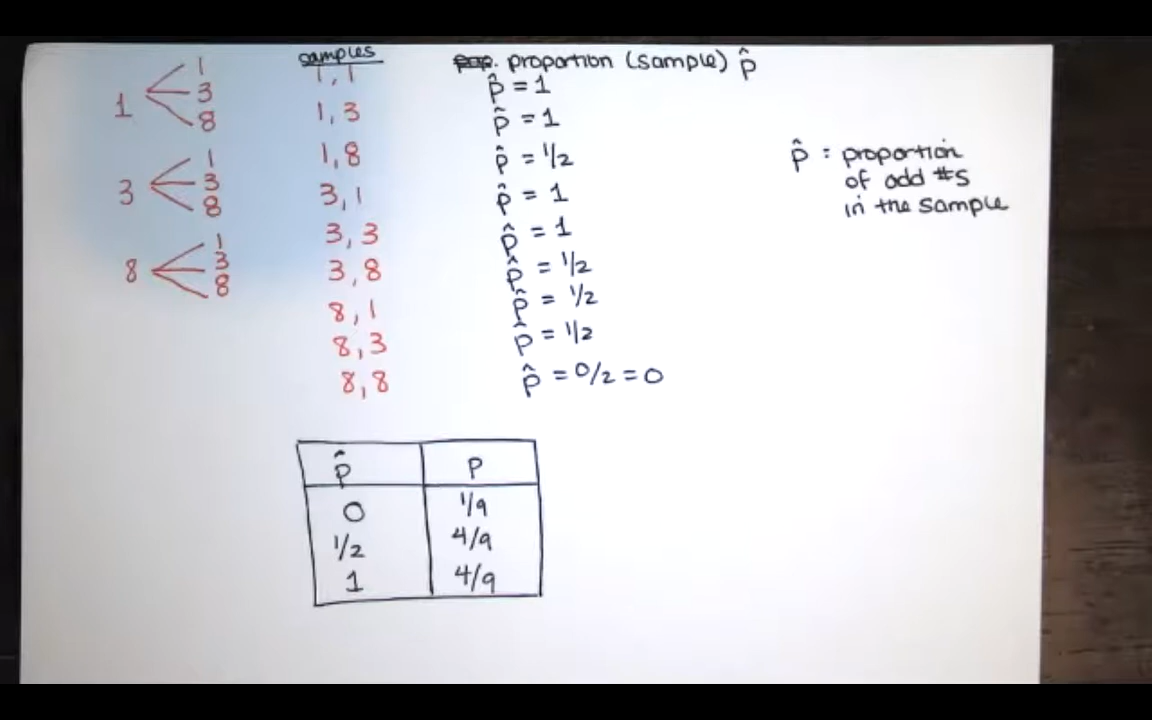 samples
pop. proportion (sample) p̂
1
1
3
8
3
1
3
8
8
1
3
8
1, 1
p̂ = 1
1, 3
p̂ = 1
1, 8
p̂ = 1/2
3, 1
p̂ = 1
3, 3
p̂ = 1
3, 8
p̂ = 1/2
8, 1
p̂ = 1/2
8, 3
p̂ = 1/2
8, 8
p̂ = 0/2 = 0
p̂ : proportion
of odd #s
in the sample
p̂ P
0 1/9
1/2 4/9
1 4/9